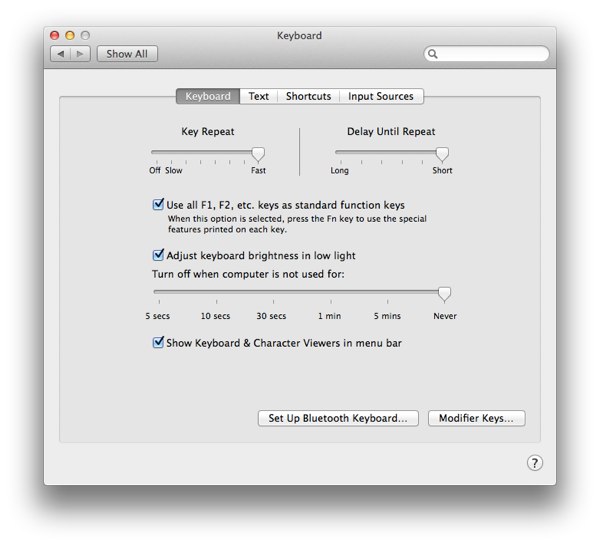 Keyboard
Show All
Keyboard Text Shortcuts Input Sources
Key Repeat Delay Until Repeat
Off Slow Fast Long Short
Use all F1, F2, etc. keys as standard function keys
When this option is selected, press the Fn key to use the special
features printed on each key.
Adjust keyboard brightness in low light
Turn off when computer is not used for:
5 secs 10 secs 30 secs 1 min 5 mins Never
Show Keyboard & Character Viewers in menu bar
Set Up Bluetooth Keyboard... Modifier Keys...
?